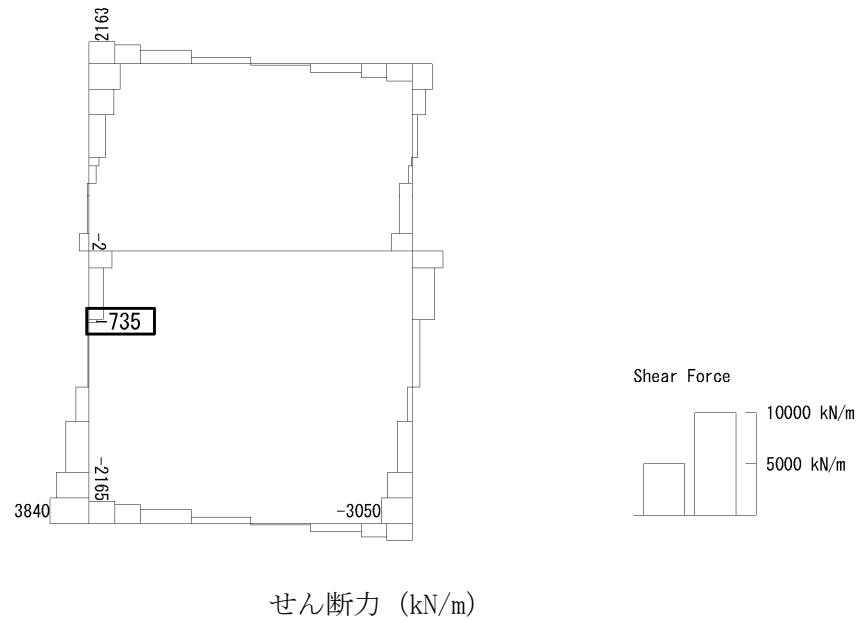 2163
-2
-735
Shear Force
10000 kN/m
5000 kN/m
-2165
3840
-3050
せん断力 (kN/m)